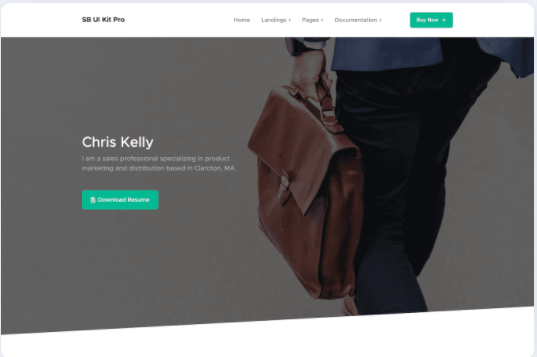 SB UI Kit Pro
Home Landings Pages Documentation Buy Now
Chris Kelly
I am a sales professional specializing in product
marketing and distribution based in Clarcton, MA
Download Resume